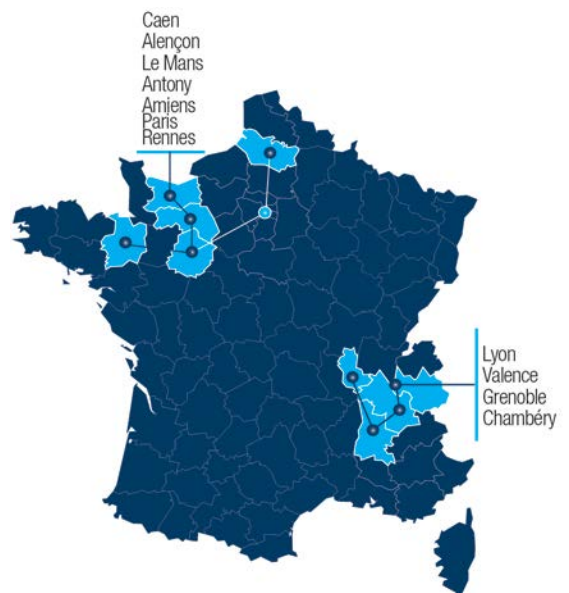 Caen
Alençon
Le Mans
Antony
Amiens
Paris
Rennes
Lyon
Valence
Grenoble
Chambéry